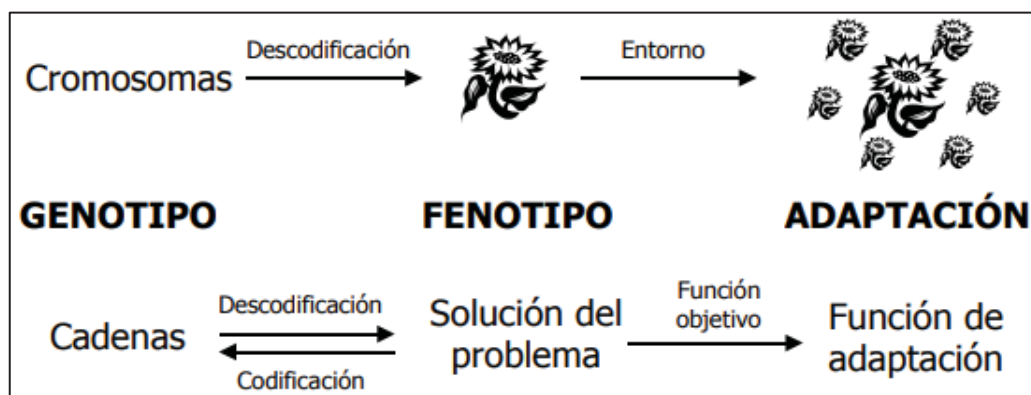 Descodificación
Entorno
Cromosomas
GENOTIPO
FENOTIPO
ADAPTACIÓN
Descodificación
Función
objetivo
Cadenas
Solución del
problema
Función de
adaptación
Codificación